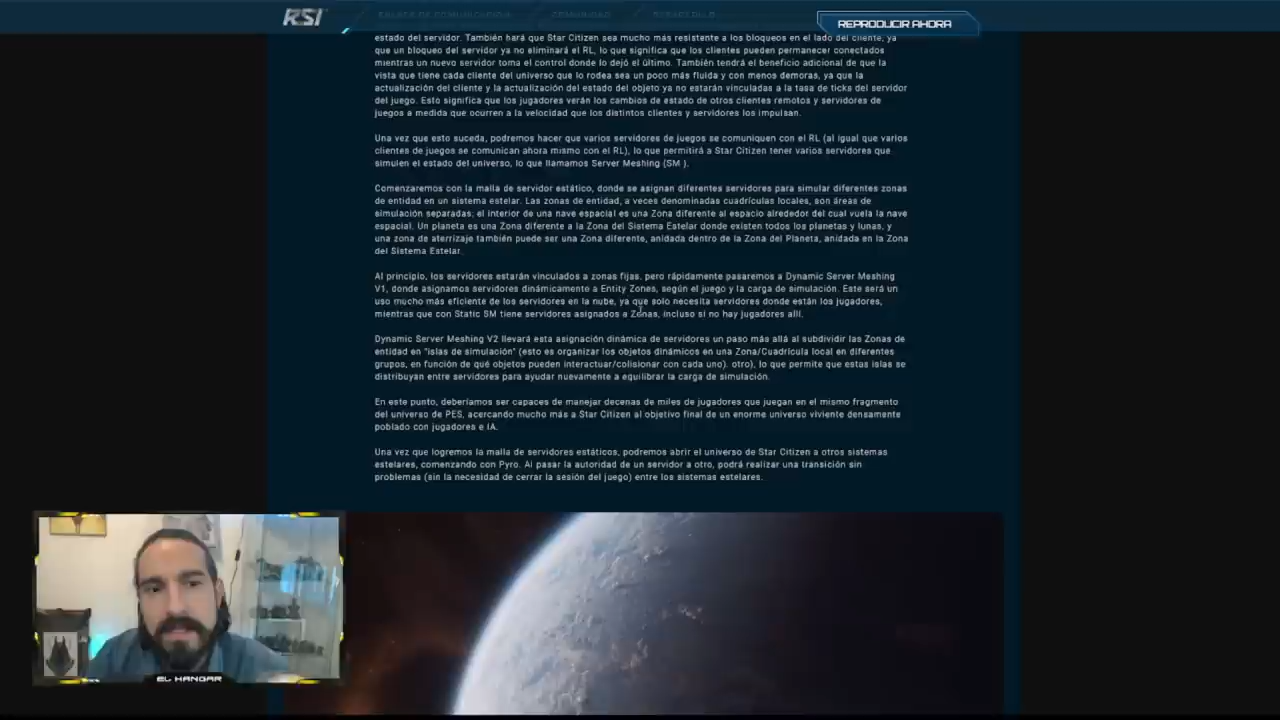 RSI
REPRODUCIR AHORA
estado del servidor. También hará que Star Citizen sea mucho más resistente a los bloqueos en el lado del cliente, ya
que un bloqueo del servidor ya no eliminará el RL, lo que significa que los clientes pueden permanecer conectados
mientras un nuevo servidor toma el control donde lo dejó el último. También tendrá el beneficio adicional de que la
vista que tiene cada cliente del universo que lo rodea sea un poco más fluida y con menos demoras, ya que la
actualización del cliente y la actualización del estado del objeto ya no estarán vinculadas a la tasa de ticks del servidor
del juego. Esto significa que los jugadores verán los cambios de estado de otros clientes remotos y servidores de
juegos a medida que ocurren a la velocidad que los distintos clientes y servidores los impulsan.
Una vez que esto suceda, podremos hacer que varios servidores de juegos se comuniquen con el RL (al igual que varios
clientes de juegos se comunican ahora mismo con el RL), lo que permitirá a Star Citizen tener varios servidores que
simulen el estado del universo, lo que llamamos Server Meshing (SM ).
Comenzaremos con la malla de servidor estático, donde se asignan diferentes servidores para simular diferentes zonas
de entidad en un sistema estelar. Las zonas de entidad, a veces denominadas cuadrículas locales, son áreas de
simulación separadas; el interior de una nave espacial es una Zona diferente al espacio alrededor del cual vuela la nave
espacial. Un planeta es una Zona diferente a la Zona del Sistema Estelar donde existen todos los planetas y lunas, y
una zona de aterrizaje también puede ser una Zona diferente, anidada dentro de la Zona del Planeta, anidada en la Zona
del Sistema Estelar.
Al principio, los servidores estarán vinculados a zonas fijas, pero rápidamente pasaremos a Dynamic Server Meshing
V1, donde asignamos servidores dinámicamente a Entity Zones, según el juego y la carga de simulación. Este será un
uso mucho más eficiente de los servidores en la nube, ya que solo necesita servidores donde están los jugadores,
mientras que con Static SM tiene servidores asignados a Zonas, incluso si no hay jugadores allí.
Dynamic Server Meshing V2 llevará esta asignación dinámica de servidores un paso más allá al subdividir las Zonas de
entidad en "islas de simulación" (esto es organizar los objetos dinámicos en una Zona/Cuadrícula local en diferentes
grupos, en función de qué objetos pueden interactuar/colisionar con cada uno). otro), lo que permite que estas islas se
distribuyan entre servidores para ayudar nuevamente a equilibrar la carga de simulación.
En este punto, deberíamos ser capaces de manejar decenas de miles de jugadores que juegan en el mismo fragmento
del universo de PES, acercando mucho más a Star Citizen al objetivo final de un enorme universo viviente densamente
poblado con jugadores e IA.
Una vez que logremos la malla de servidores estáticos, podremos abrir el universo de Star Citizen a otros sistemas
estelares, comenzando con Pyro. Al pasar la autoridad de un servidor a otro, podrá realizar una transición sin
problemas (sin la necesidad de cerrar la sesión del juego) entre los sistemas estelares.
EL HANGAR